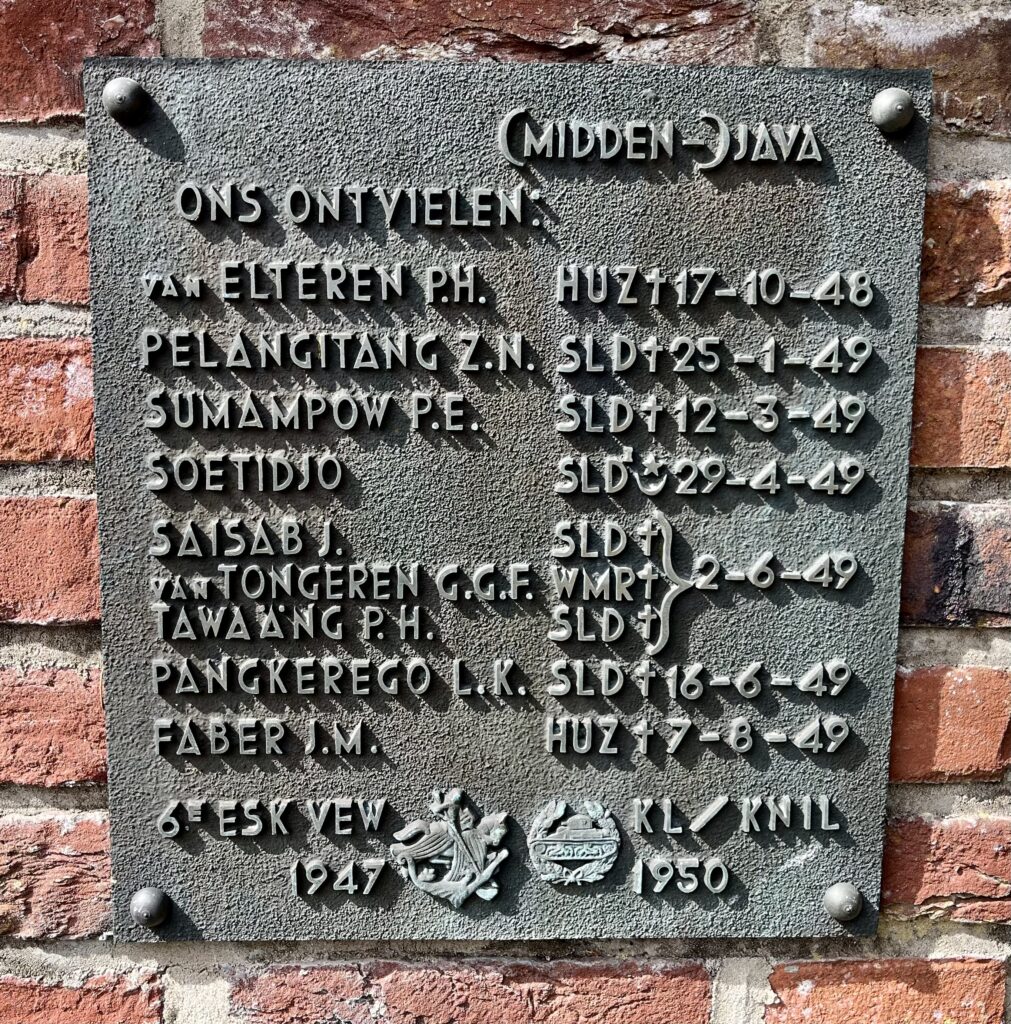 (MIDDEN-)JAVA
ONS ONTVIELEN:
van ELTEREN P.H. HUZ † 17-10-48
PELANGITANG Z.N. SLD † 25-1-49
SUMAMPOW P.E. SLD † 12-3-49
SOETIDJO SLD ☪ 29-4-49
SAISAB J. SLD †
van TONGEREN G.G.F. WMR † } 2-6-49
TAWAÄNG P.H. SLD †
PANGKEREGO L.K. SLD † 16-6-49
FABER J.M. HUZ † 7-8-49
6E ESK VEW KL/KNIL
1947 1950